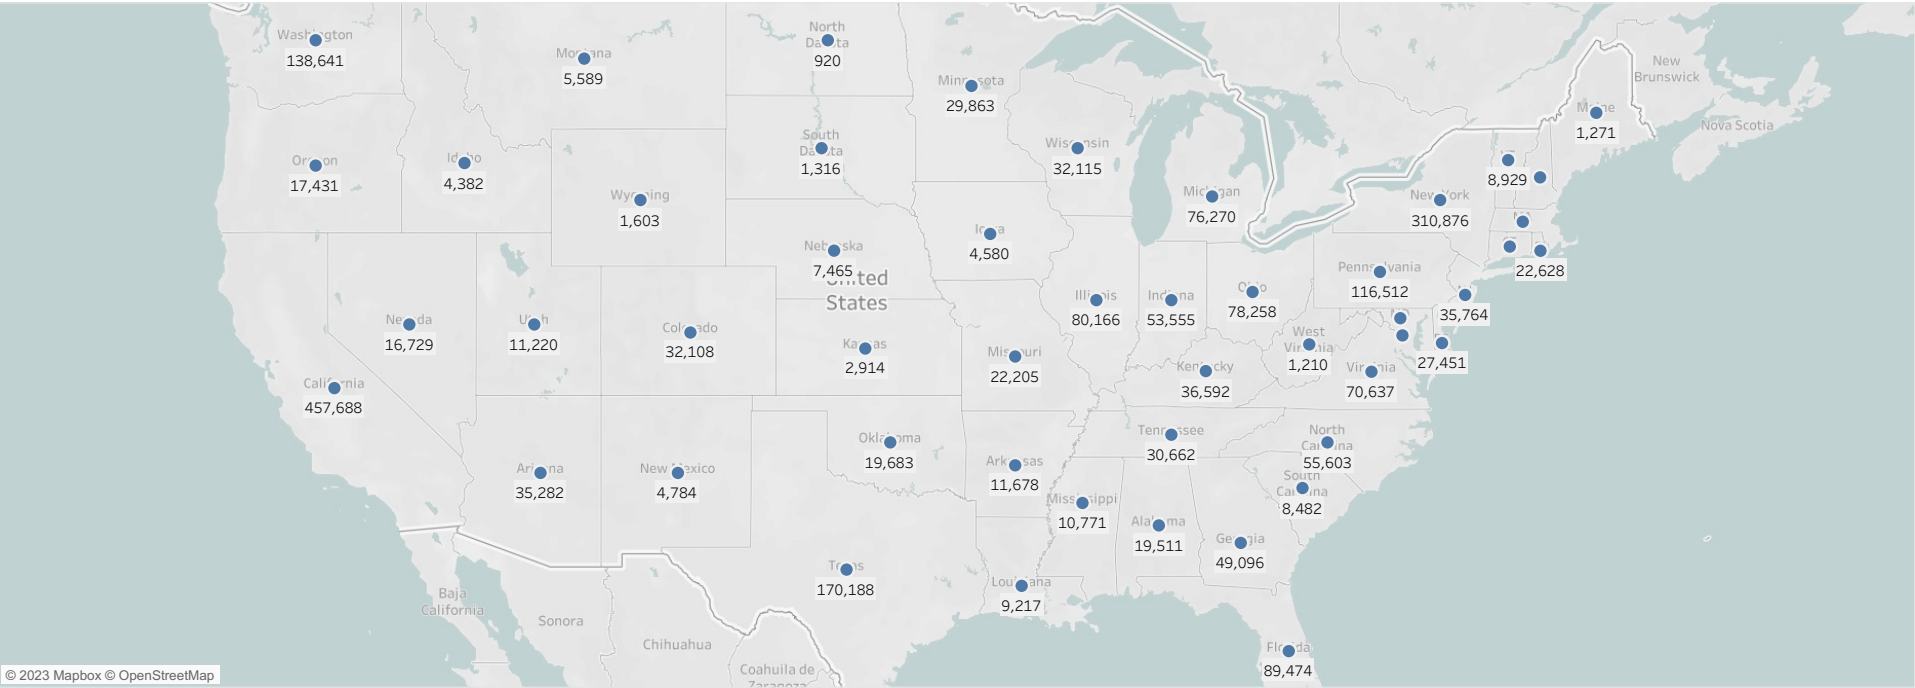 Washington
138,641
Montana
5,589
North
Dakota
920
Minnesota
29,863
New
Brunswick
Maine
1,271
Nova Scotia
Oregon
17,431
Idaho
4,382
South
Dakota
1,316
Wisconsin
32,115
8,929
Wyoming
1,603
Michigan
76,270
New York
310,876
MA
Nebraska
7,465
United
States
Iowa
4,580
CT
22,628
Pennsylvania
116,512
Nevada
16,729
Utah
11,220
Colorado
32,108
Kansas
2,914
Missouri
22,205
Illinois
80,166
Indiana
53,555
Ohio
78,258
35,764
West
Virginia
1,210
MD
27,451
California
457,688
Kentucky
36,592
Virginia
70,637
Arizona
35,282
New Mexico
4,784
Oklahoma
19,683
Arkansas
11,678
Tennessee
30,662
North
Carolina
55,603
South
Carolina
8,482
Mississippi
10,771
Alabama
19,511
Georgia
49,096
Texas
170,188
Louisiana
9,217
Florida
89,474
Baja
California
Sonora
Chihuahua
Coahuila de
Zaragoza
© 2023 Mapbox © OpenStreetMap